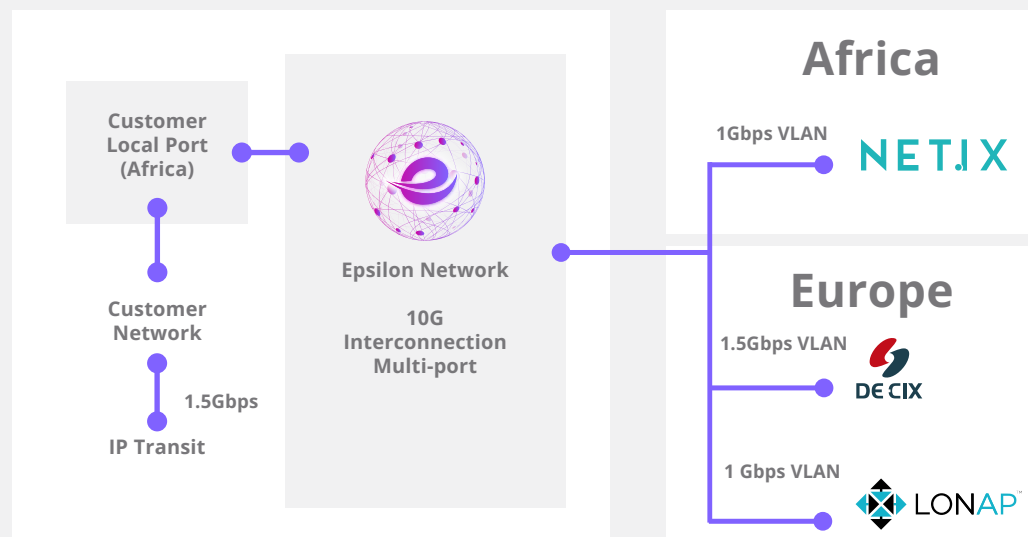 Customer
Local Port
(Africa)
Customer
Network
1.5Gbps
IP Transit
Epsilon Network
10G
Interconnection
Multi-port
Africa
1Gbps VLAN
NET.IX
Europe
1.5Gbps VLAN
DE CIX
1 Gbps VLAN
LONAP™